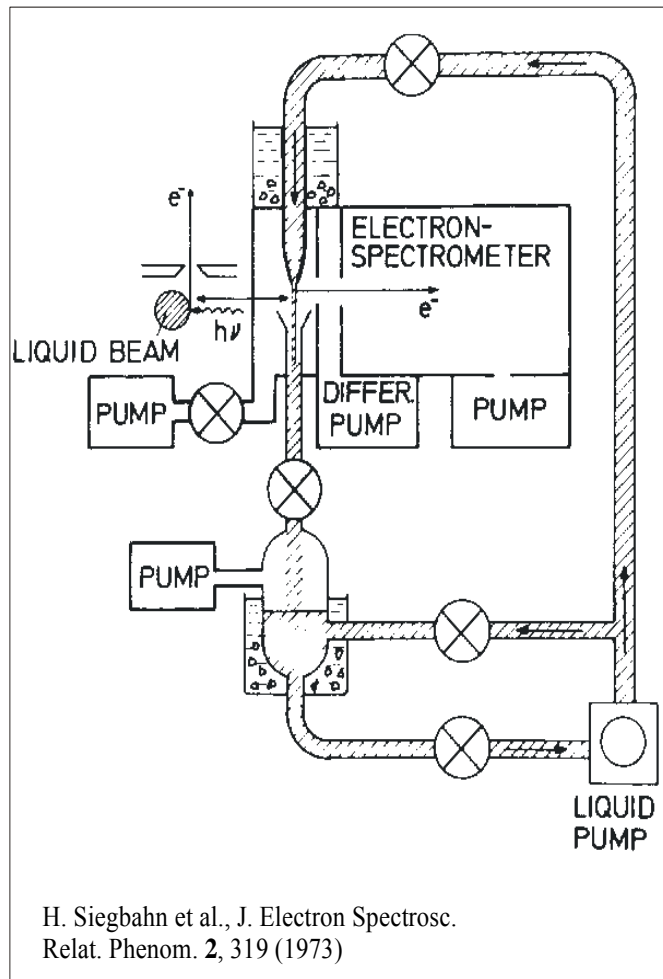 e-
ELECTRON-
SPECTROMETER
e-
hν
LIQUID BEAM
PUMP
DIFFER.
PUMP
PUMP
PUMP
LIQUID
PUMP
H. Siegbahn et al., J. Electron Spectrosc.
Relat. Phenom. 2, 319 (1973)